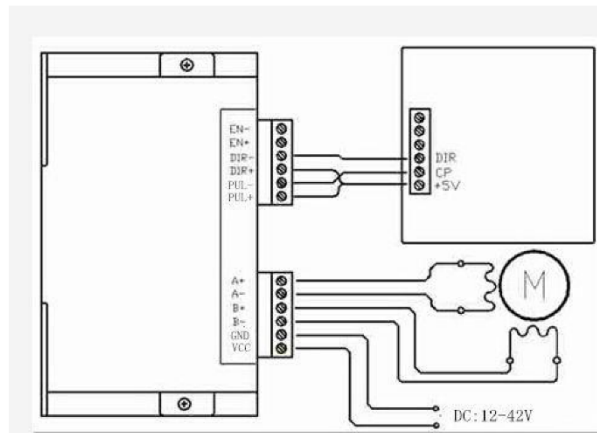 EN-
EN+
DIR-
DIR+
PUL-
PUL+
DIR
CP
+5V
A+
A-
B+
B-
GND
VCC
M
DC:12-42V